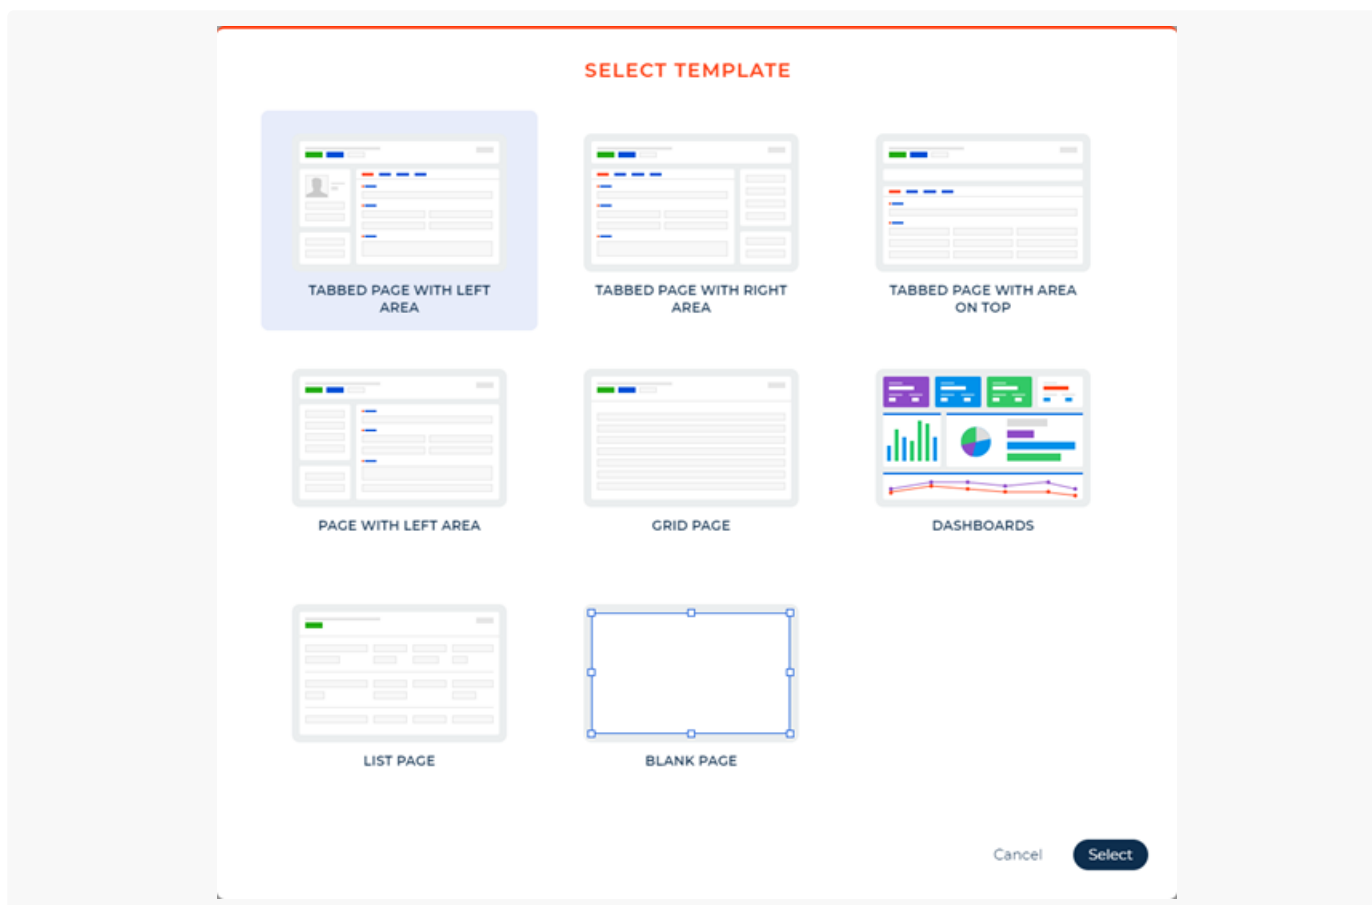 SELECT TEMPLATE
TABBED PAGE WITH LEFT
AREA
TABBED PAGE WITH RIGHT
AREA
TABBED PAGE WITH AREA
ON TOP
PAGE WITH LEFT AREA
GRID PAGE
DASHBOARDS
LIST PAGE
BLANK PAGE
Cancel
Select